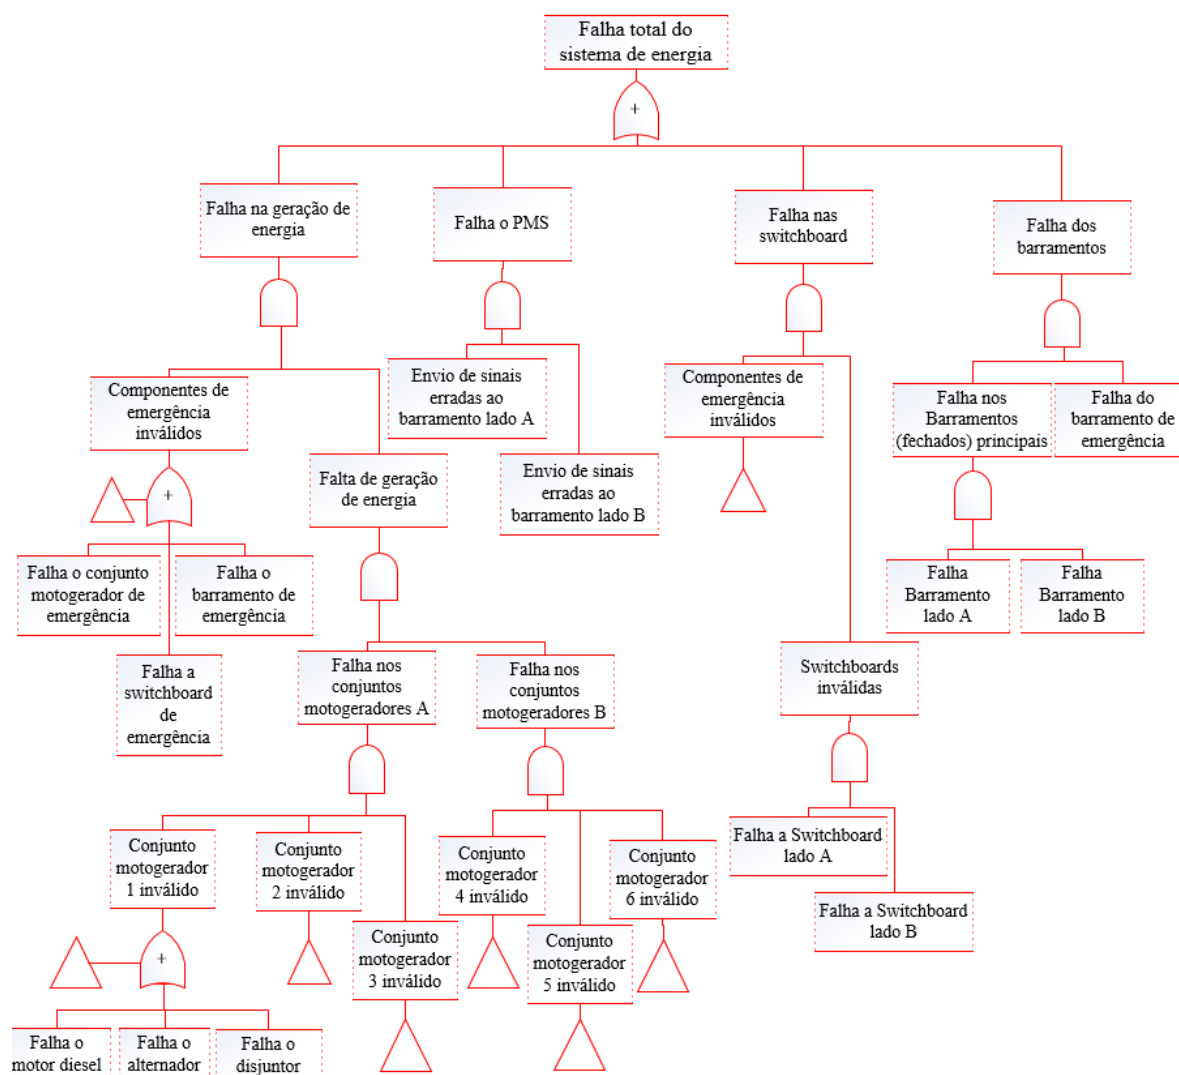 Falha total do
sistema de energia
+
Falha na geração de
energia
Falha o PMS
Falha nas
switchboard
Falha dos
barramentos
Componentes de
emergência
inválidos
Envio de sinais
erradas ao
barramento lado A
Componentes de
emergência
inválidos
Falha nos
Barramentos
(fechados) principais
Falha do
barramento de
emergência
Falta de geração
de energia
Envio de sinais
erradas ao
barramento lado B
+
Falha o conjunto
motogerador de
emergência
Falha o
barramento de
emergência
Falha
Barramento
lado A
Falha
Barramento
lado B
Falha a
switchboard
de
emergência
Falha nos
conjuntos
motogeradores A
Falha nos
conjuntos
motogeradores B
Switchboards
inválidas
Conjunto
motogerador
1 inválido
Conjunto
motogerador
2 inválido
Conjunto
motogerador
3 inválido
Conjunto
motogerador
4 inválido
Conjunto
motogerador
5 inválido
Conjunto
motogerador
6 inválido
Falha a Switchboard
lado A
Falha a Switchboard
lado B
+
Falha o
motor diesel
Falha o
alternador
Falha o
disjuntor